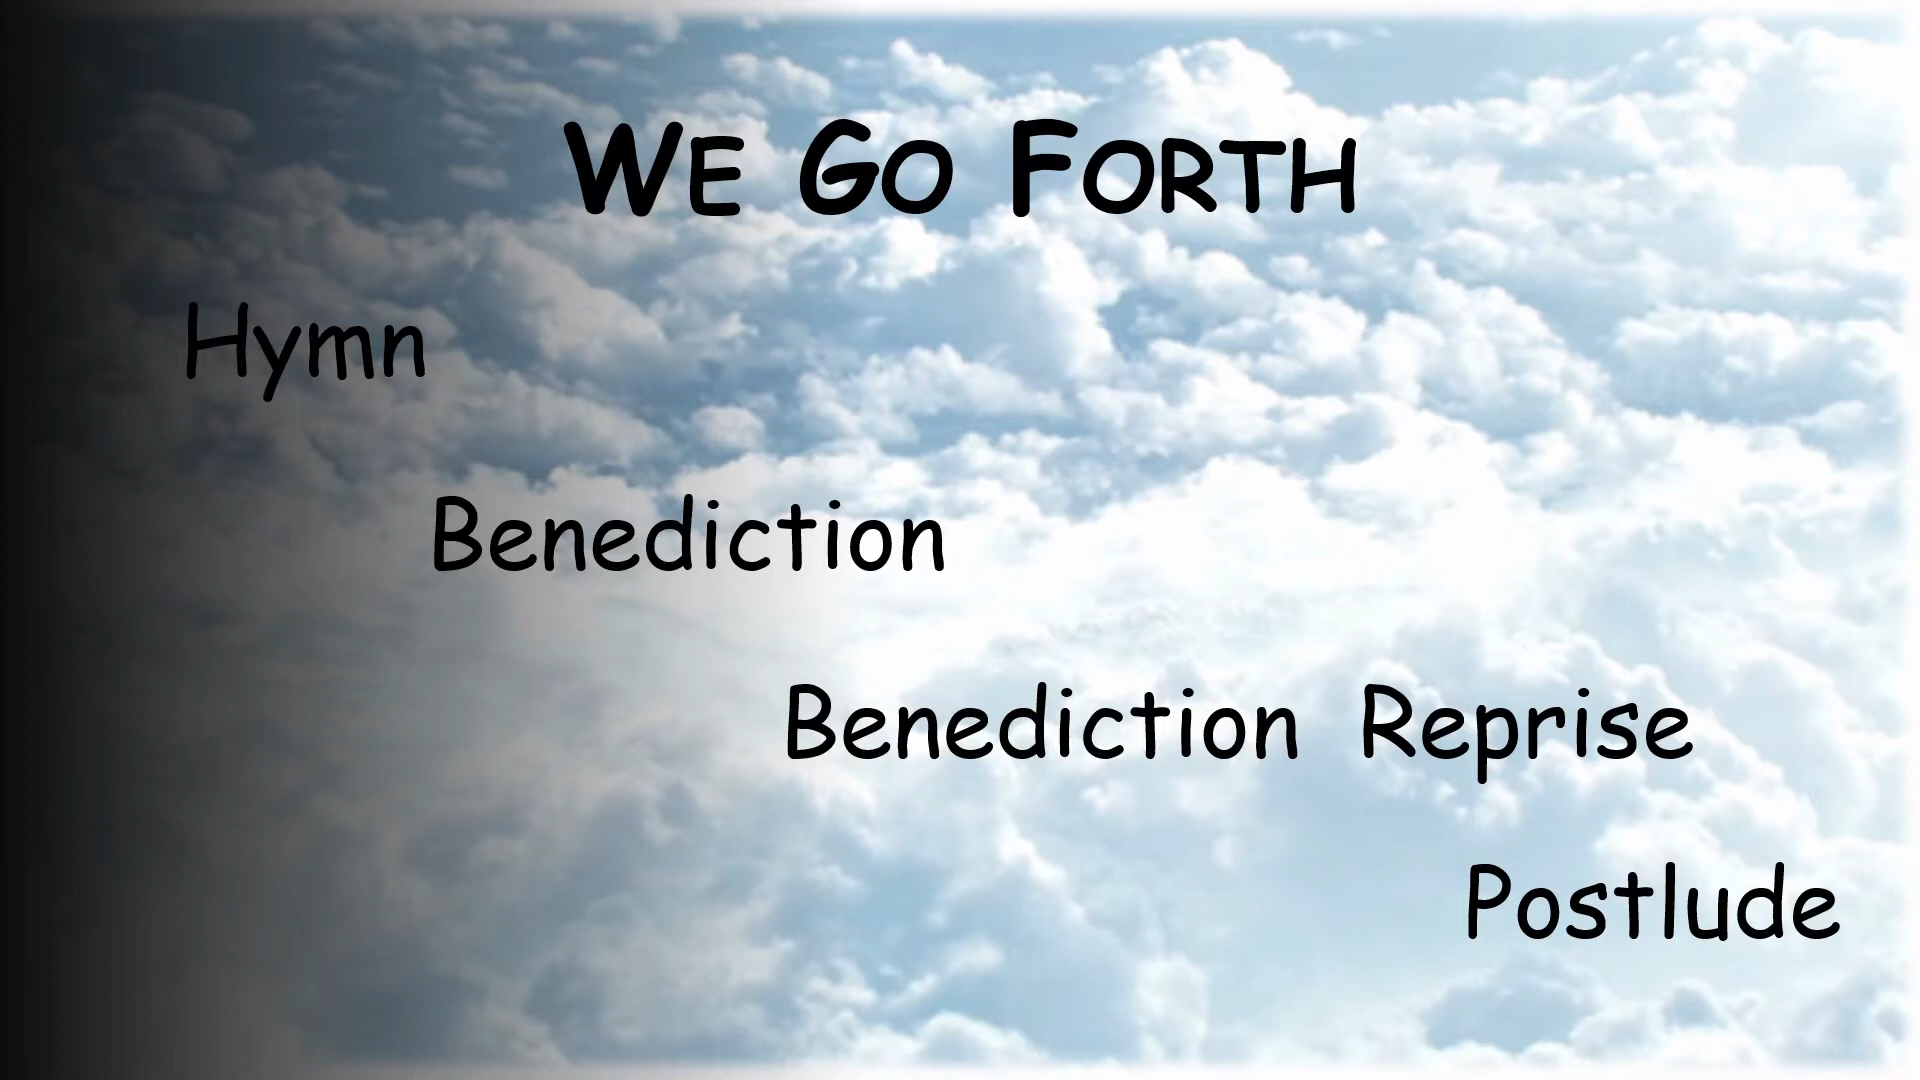 WE GO FORTH
Hymn
Benediction
Benediction Reprise
Postlude